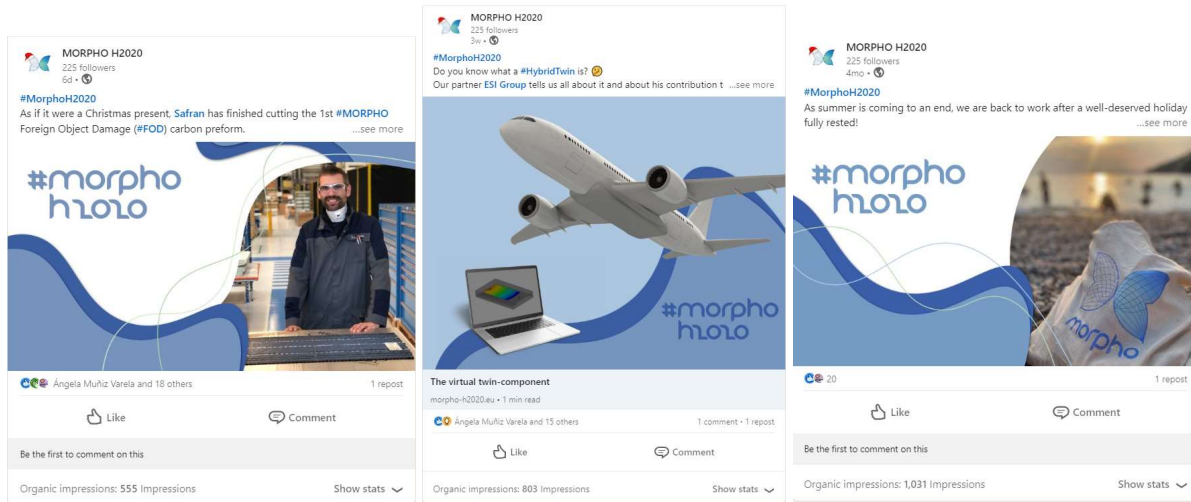 MORPHO H2020
225 followers
6d •
#MorphoH2020
As if it were a Christmas present, Safran has finished cutting the 1st #MORPHO
Foreign Object Damage (#FOD) carbon preform. ...see more
#morpho
h2020
Ángela Muñiz Varela and 18 others 1 repost
Like Comment
Be the first to comment on this
Organic impressions: 555 Impressions Show stats
MORPHO H2020
225 followers
3w •
#MorphoH2020
Do you know what a #HybridTwin is?
Our partner ESI Group tells us all about it and about his contribution t ...see more
#morpho
h2020
The virtual twin-component
morpho-h2020.eu • 1 min read
Ángela Muñiz Varela and 15 others 1 comment • 1 repost
Like Comment
Organic impressions: 803 Impressions Show stats
MORPHO H2020
225 followers
4mo •
#MorphoH2020
As summer is coming to an end, we are back to work after a well-deserved holiday
fully rested! ...see more
#morpho
h2020
morpho
20 1 repost
Like Comment
Be the first to comment on this
Organic impressions: 1,031 Impressions Show stats